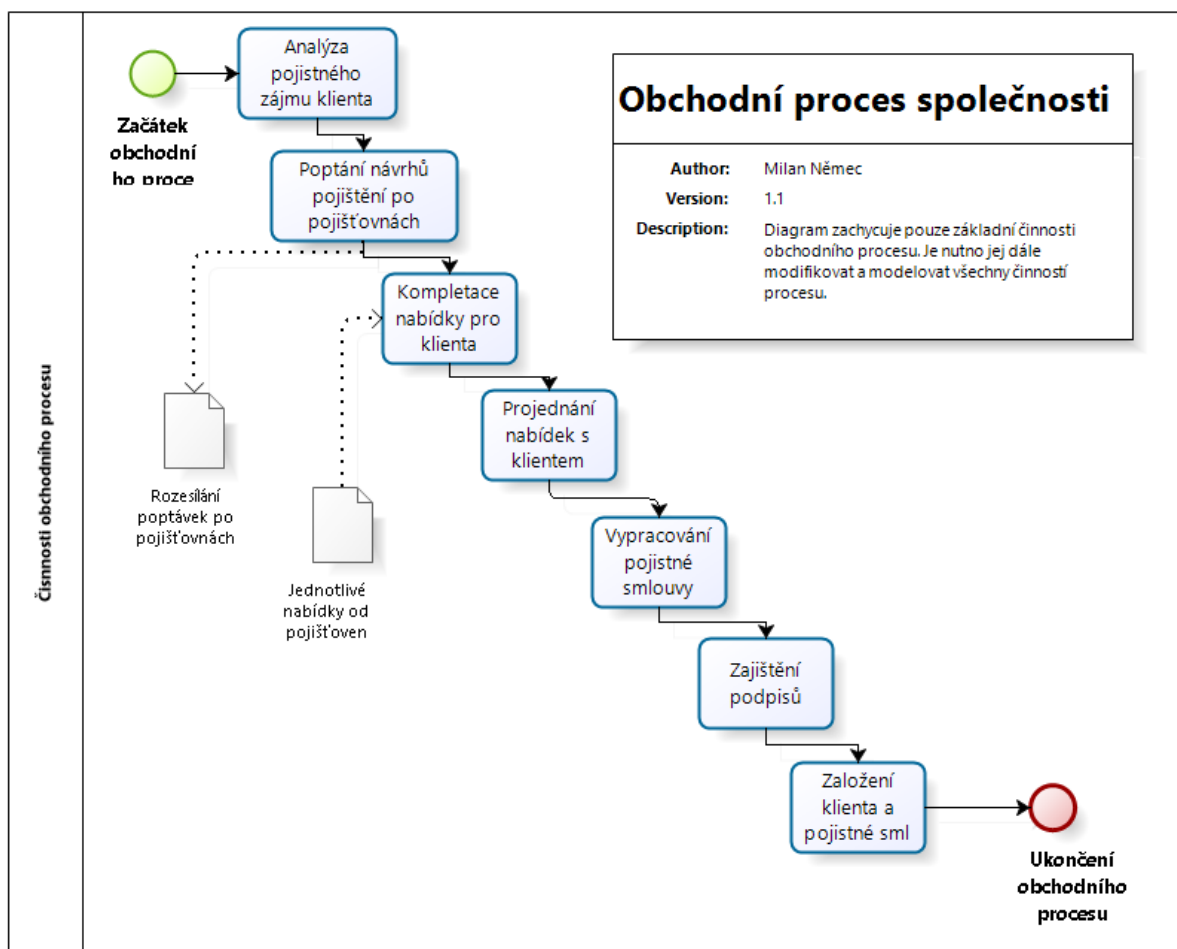 Čisnnosti obchodního procesu
Začátek
obchodní
ho proce
Analýza
pojistného
zájmu klienta
Poptání návrhů
pojištění po
pojišťovnách
Kompletace
nabídky pro
klienta
Projednání
nabídek s
klientem
Vypracování
pojistné
smlouvy
Zajištění
podpisů
Založení
klienta a
pojistné sml
Ukončení
obchodního
procesu
Rozesílání
poptávek po
pojišťovnách
Jednotlivé
nabídky od
pojišťoven
Obchodní proces společnosti
Author: Milan Němec
Version: 1.1
Description: Diagram zachycuje pouze základní činnosti
obchodního procesu. Je nutno jej dále
modifikovat a modelovat všechny činností
procesu.